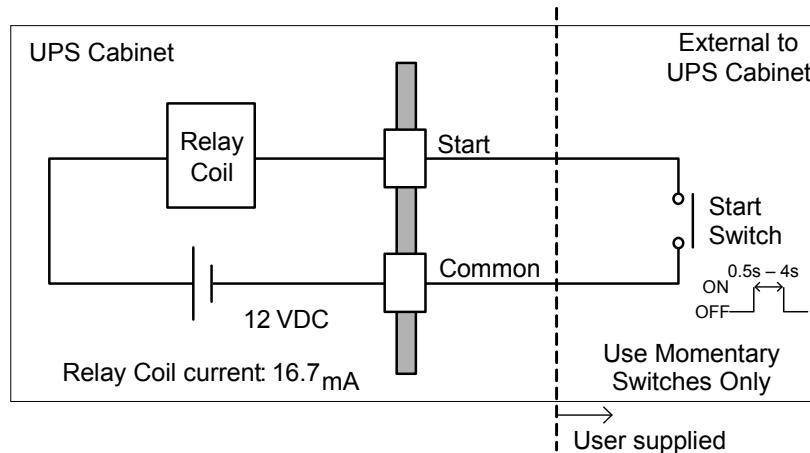 UPS Cabinet
External to
UPS Cabinet
Relay
Coil
Start
Start
Switch
Common
12 VDC
0.5s – 4s
ON
OFF
Relay Coil current: 16.7mA
Use Momentary
Switches Only
User supplied